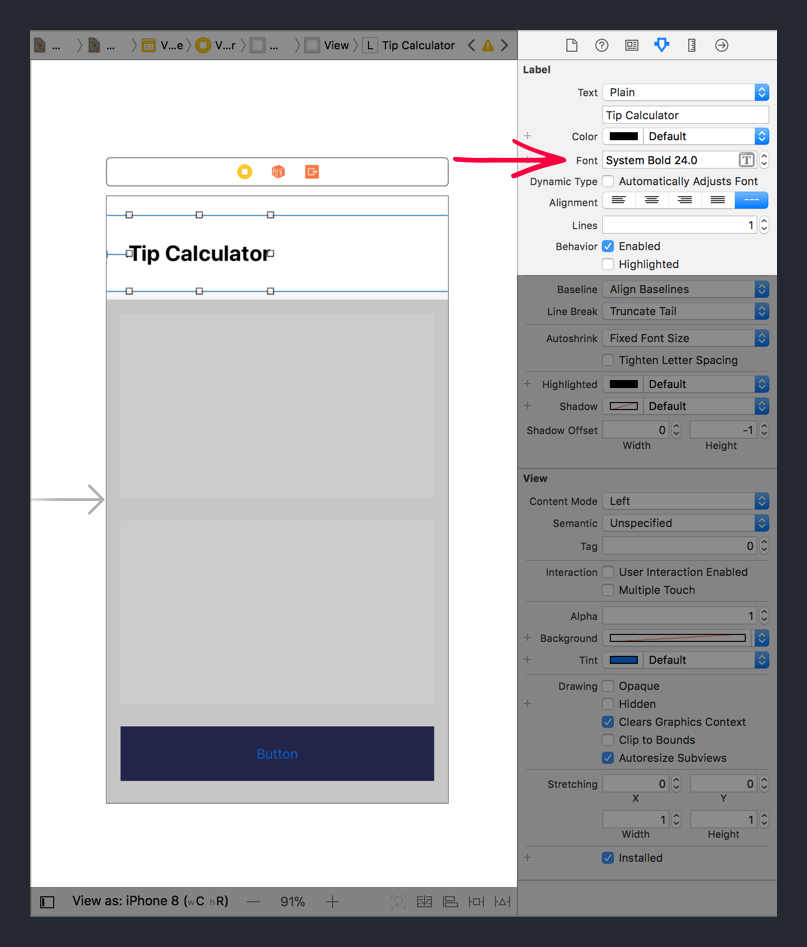 ... ... V...e V...r ... View L Tip Calculator
Label
Text Plain
Tip Calculator
Color Default
Font System Bold 24.0 T
Dynamic Type Automatically Adjusts Font
Alignment ---
Lines 1
Behavior Enabled
Highlighted
Baseline Align Baselines
Line Break Truncate Tail
Autoshrink Fixed Font Size
Tighten Letter Spacing
Highlighted Default
Shadow Default
Shadow Offset 0 -1
Width Height
View
Content Mode Left
Semantic Unspecified
Tag 0
Interaction User Interaction Enabled
Multiple Touch
Alpha 1
Background
Tint Default
Drawing Opaque
Hidden
Clears Graphics Context
Clip to Bounds
Autoresize Subviews
Stretching 0 0
X Y
1 1
Width Height
Installed
Tip Calculator
Button
View as: iPhone 8 (wC hR) — 91% +